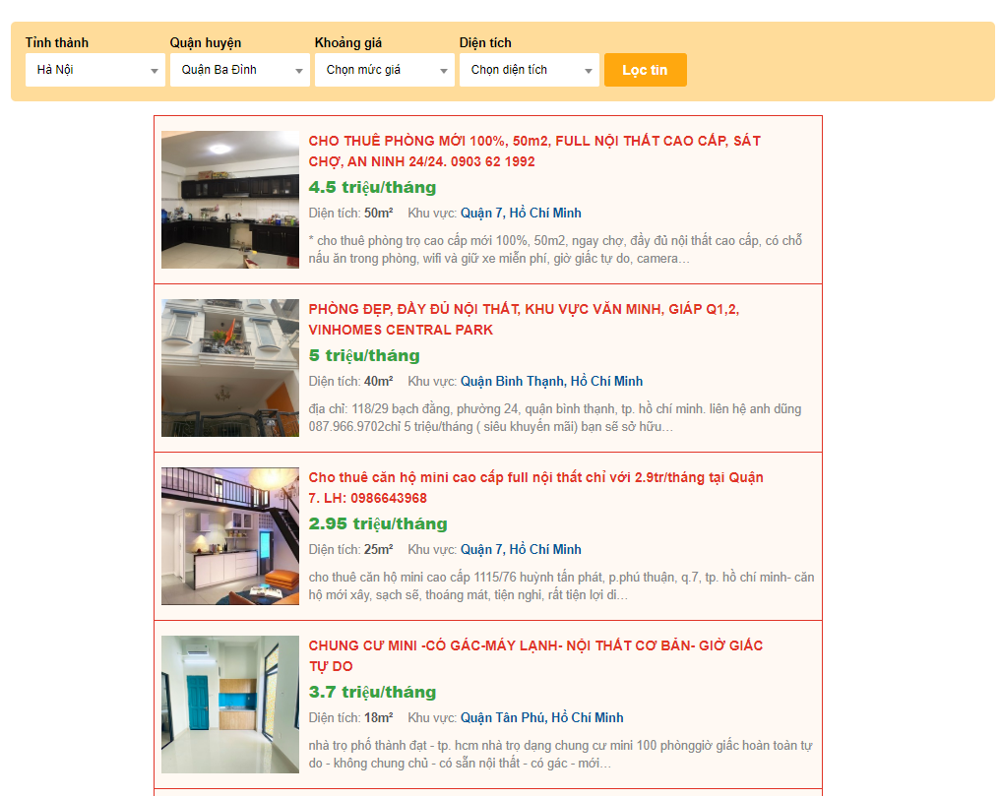 Tỉnh thành Quận huyện Khoảng giá Diện tích
Hà Nội Quận Ba Đình Chọn mức giá Chọn diện tích Lọc tin
CHO THUÊ PHÒNG MỚI 100%, 50m2, FULL NỘI THẤT CAO CẤP, SÁT
CHỢ, AN NINH 24/24. 0903 62 1992
4.5 triệu/tháng
Diện tích: 50m² Khu vực: Quận 7, Hồ Chí Minh
* cho thuê phòng trọ cao cấp mới 100%, 50m2, ngay chợ, đầy đủ nội thất cao cấp, có chỗ
nấu ăn trong phòng, wifi và giữ xe miễn phí, giờ giấc tự do, camera…
PHÒNG ĐẸP, ĐẦY ĐỦ NỘI THẤT, KHU VỰC VĂN MINH, GIÁP Q1,2,
VINHOMES CENTRAL PARK
5 triệu/tháng
Diện tích: 40m² Khu vực: Quận Bình Thạnh, Hồ Chí Minh
địa chỉ: 118/29 bạch đằng, phường 24, quận bình thạnh, tp. hồ chí minh. liên hệ anh dũng
087.966.9702chỉ 5 triệu/tháng ( siêu khuyến mãi) bạn sẽ sở hữu…
Cho thuê căn hộ mini cao cấp full nội thất chỉ với 2.9tr/tháng tại Quận
7. LH: 0986643968
2.95 triệu/tháng
Diện tích: 25m² Khu vực: Quận 7, Hồ Chí Minh
cho thuê căn hộ mini cao cấp 1115/76 huỳnh tấn phát, p.phú thuận, q.7, tp. hồ chí minh- căn
hộ mới xây, sạch sẽ, thoáng mát, tiện nghi, rất tiện lợi di…
CHUNG CƯ MINI -CÓ GÁC-MÁY LẠNH- NỘI THẤT CƠ BẢN- GIỜ GIẤC
TỰ DO
3.7 triệu/tháng
Diện tích: 18m² Khu vực: Quận Tân Phú, Hồ Chí Minh
nhà trọ phố thành đạt - tp. hcm nhà trọ dạng chung cư mini 100 phònggiờ giấc hoàn toàn tự
do - không chung chủ - có sẵn nội thất - có gác - mới…